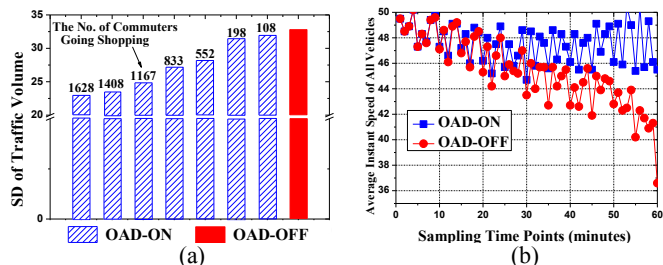 The No. of Commuters
Going Shopping
SD of Traffic Volume
35
30
25
20
0
1628
1408
1167
833
552
198
108
OAD-ON
OAD-OFF
(a)
Average Instant Speed of All Vehicles
50
48
46
44
42
40
38
36
OAD-ON
OAD-OFF
0
10
20
30
40
50
60
Sampling Time Points (minutes)
(b)